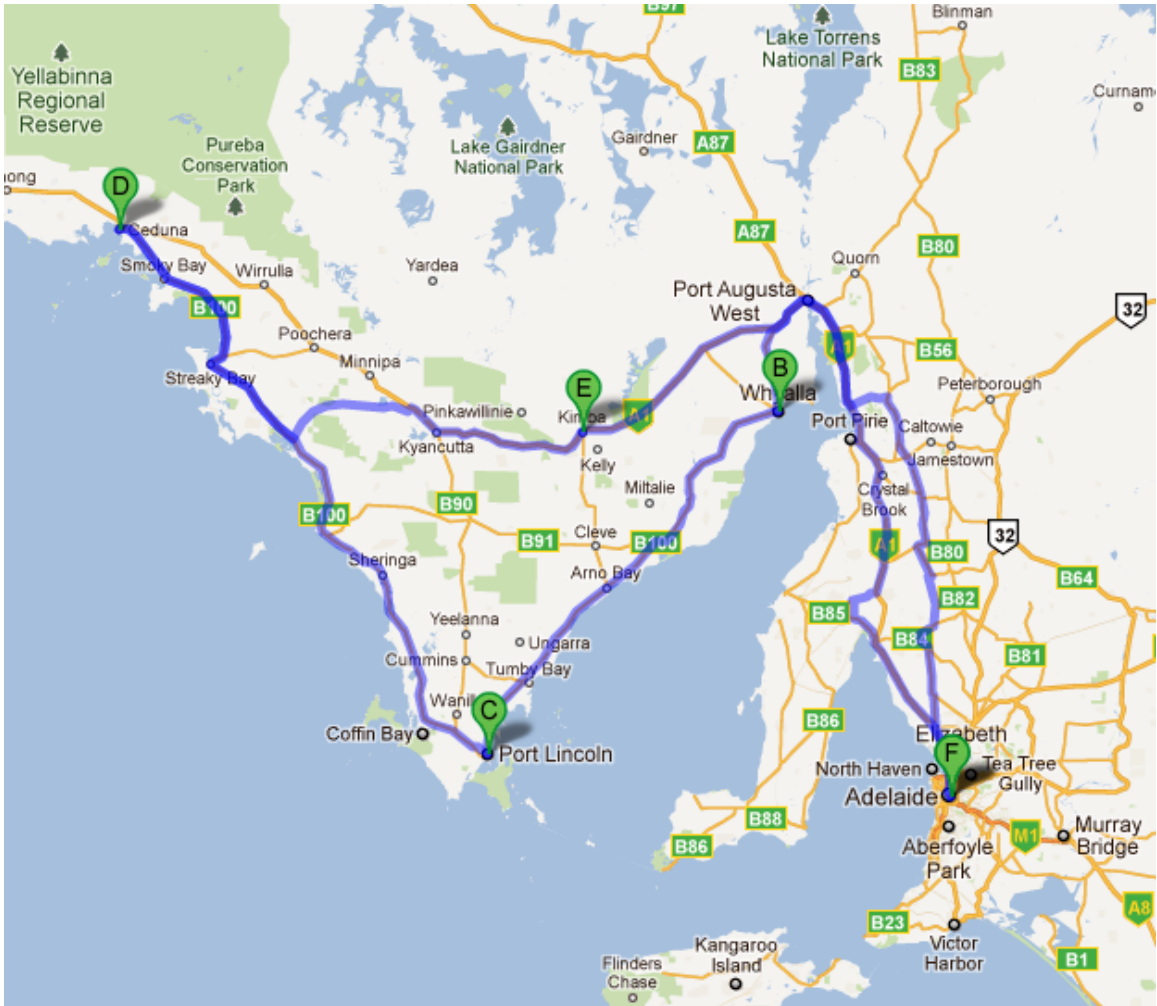 B97
Blinman
Lake Torrens
National Park
Yellabinna
Regional
Reserve
B83
Curname
Pureba
Conservation
Park
Lake Gairdner
National Park
Gairdner
A87
ong
D
Ceduna
A87
B80
Smoky Bay
Wirrulla
Yardea
Quorn
B100
Port Augusta
West
32
Poochera
A1
B56
Streaky Bay
Minnipa
B
Whyalla
Peterborough
E
Pinkawillinie
Kimba
A1
Port Pirie
Caltowie
Kyancutta
Kelly
Jamestown
Crystal
Brook
Miltalie
B90
B100
B91
Cleve
B100
A1
32
B80
Sheringa
Arno Bay
B64
B82
B85
Yeelanna
Ungarra
B84
B81
Cummins
Tumby Bay
Wanill
C
B86
Coffin Bay
Port Lincoln
Elizabeth
F
North Haven
Tea Tree
Gully
Adelaide
B88
B86
M1
Murray
Bridge
Aberfoyle
Park
A8
B23
Victor
Harbor
Kangaroo
Island
B1
Flinders
Chase